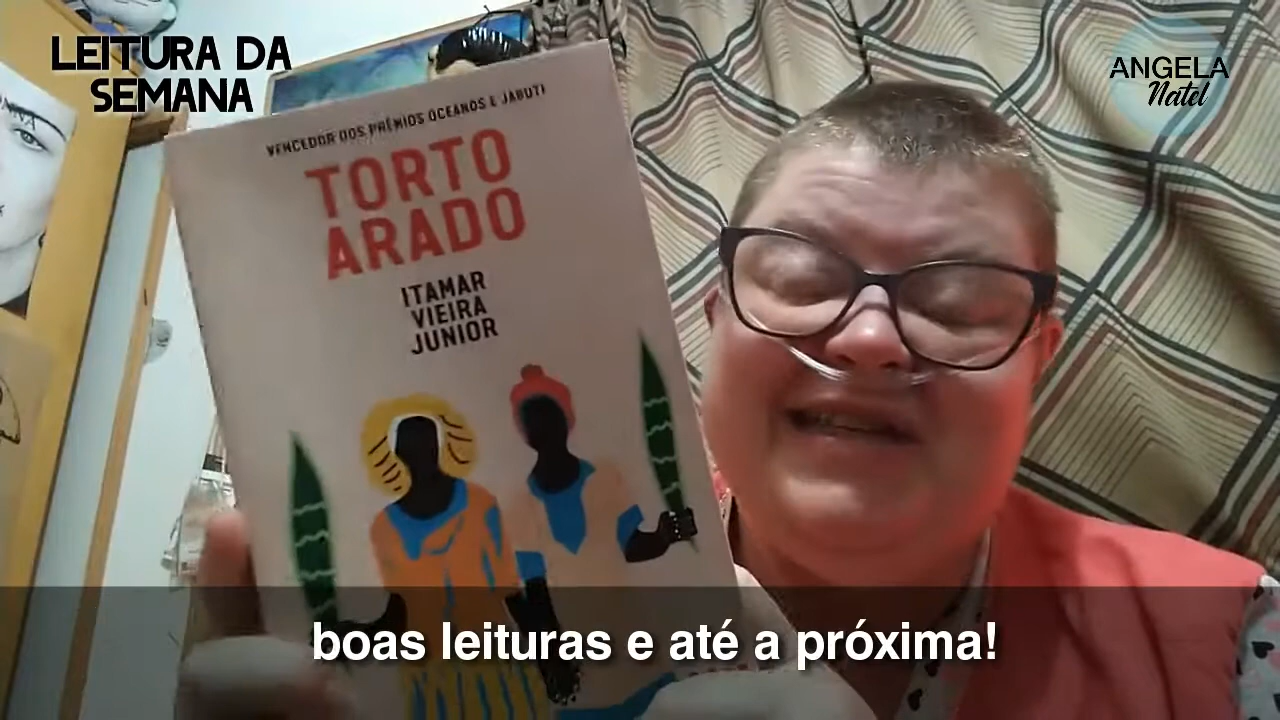 LEITURA DA
SEMANA
ANGELA
Natel
VENCEDOR DOS PRÊMIOS OCEANOS E JABUTI
TORTO
ARADO
ITAMAR
VIEIRA
JUNIOR
boas leituras e até a próxima!